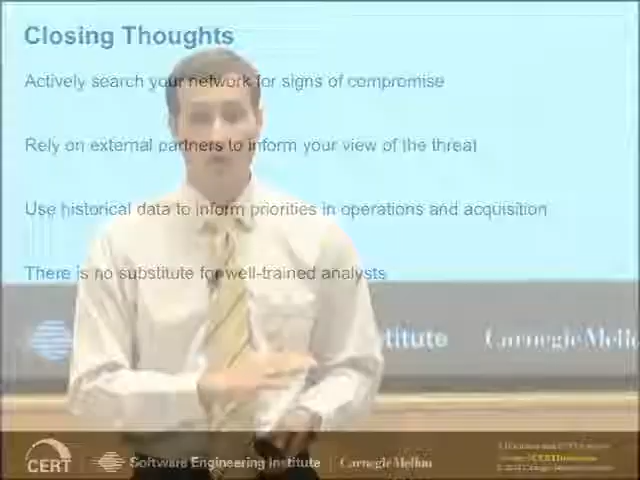 Closing Thoughts
Actively search your network for signs of compromise
Rely on external partners to inform your view of the threat
Use historical data to inform priorities in operations and acquisition
There is no substitute for well-trained analysts
titute Carnegie Mello
CERT Software Engineering Institute Carnegie Mellon